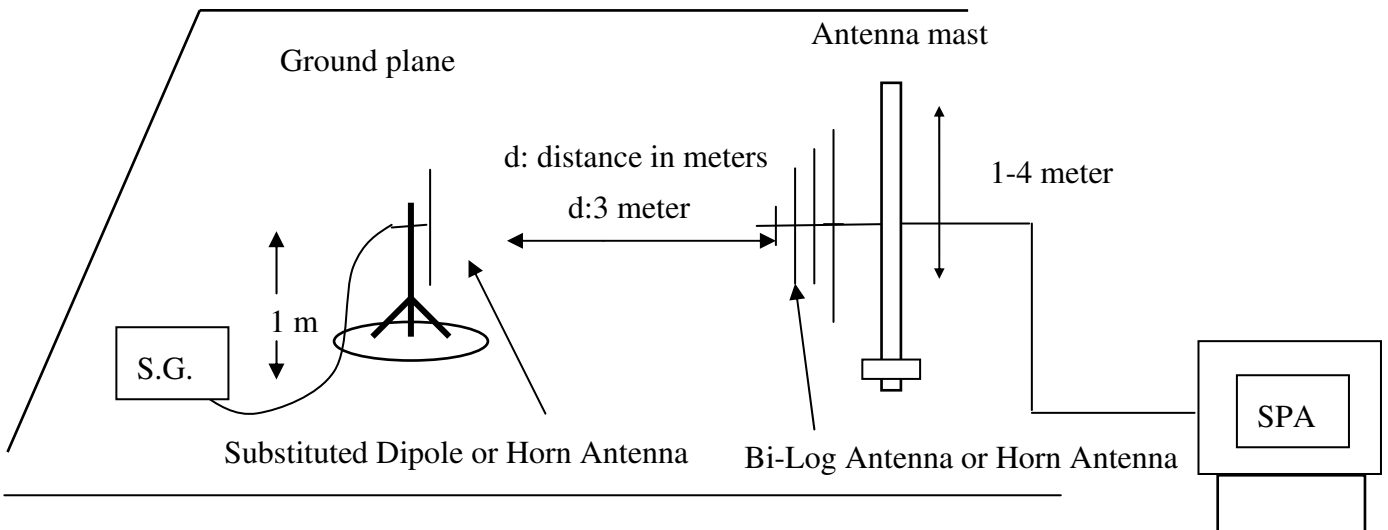 Antenna mast
Ground plane
d: distance in meters
d:3 meter
1-4 meter
1 m
S.G.
SPA
Substituted Dipole or Horn Antenna
Bi-Log Antenna or Horn Antenna